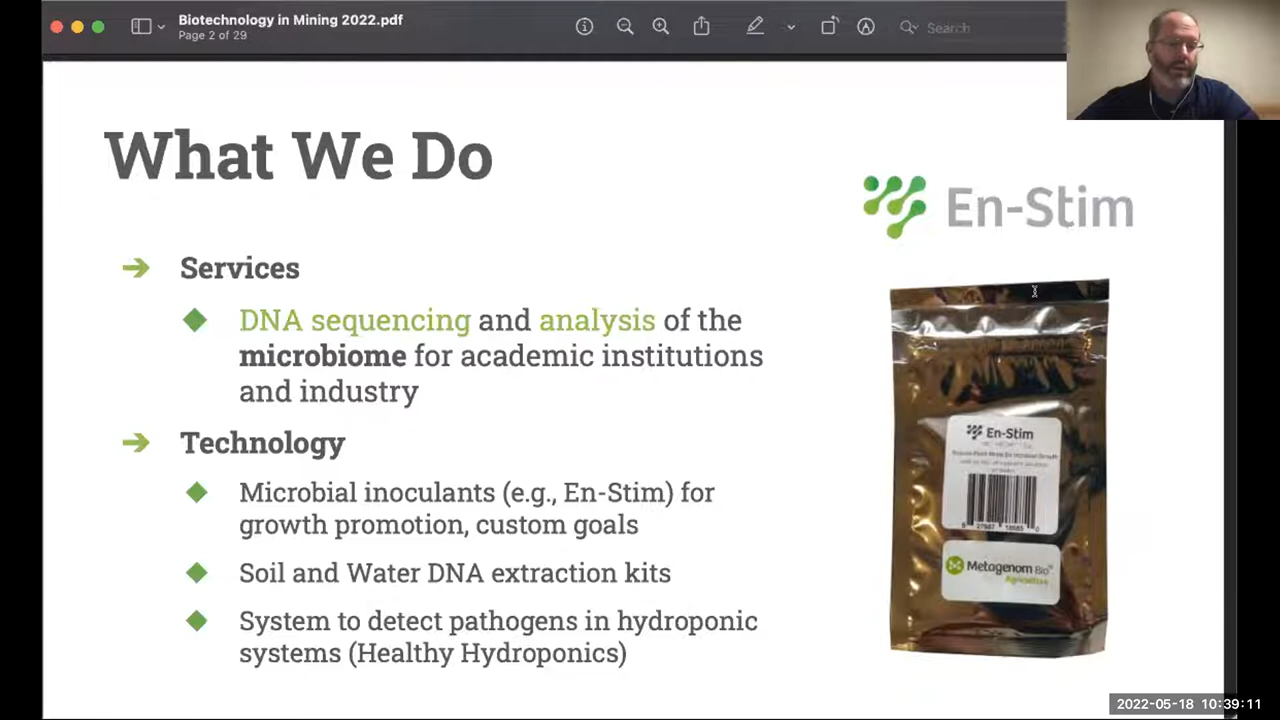 Biotechnology in Mining 2022.pdf
Page 2 of 29
Search
What We Do
En-Stim
Services
DNA sequencing and analysis of the
microbiome for academic institutions
and industry
Technology
Microbial inoculants (e.g., En-Stim) for
growth promotion, custom goals
Soil and Water DNA extraction kits
System to detect pathogens in hydroponic
systems (Healthy Hydroponics)
En-Stim
Metagenom Bio
Agriculture
2022-05-18 10:39:11